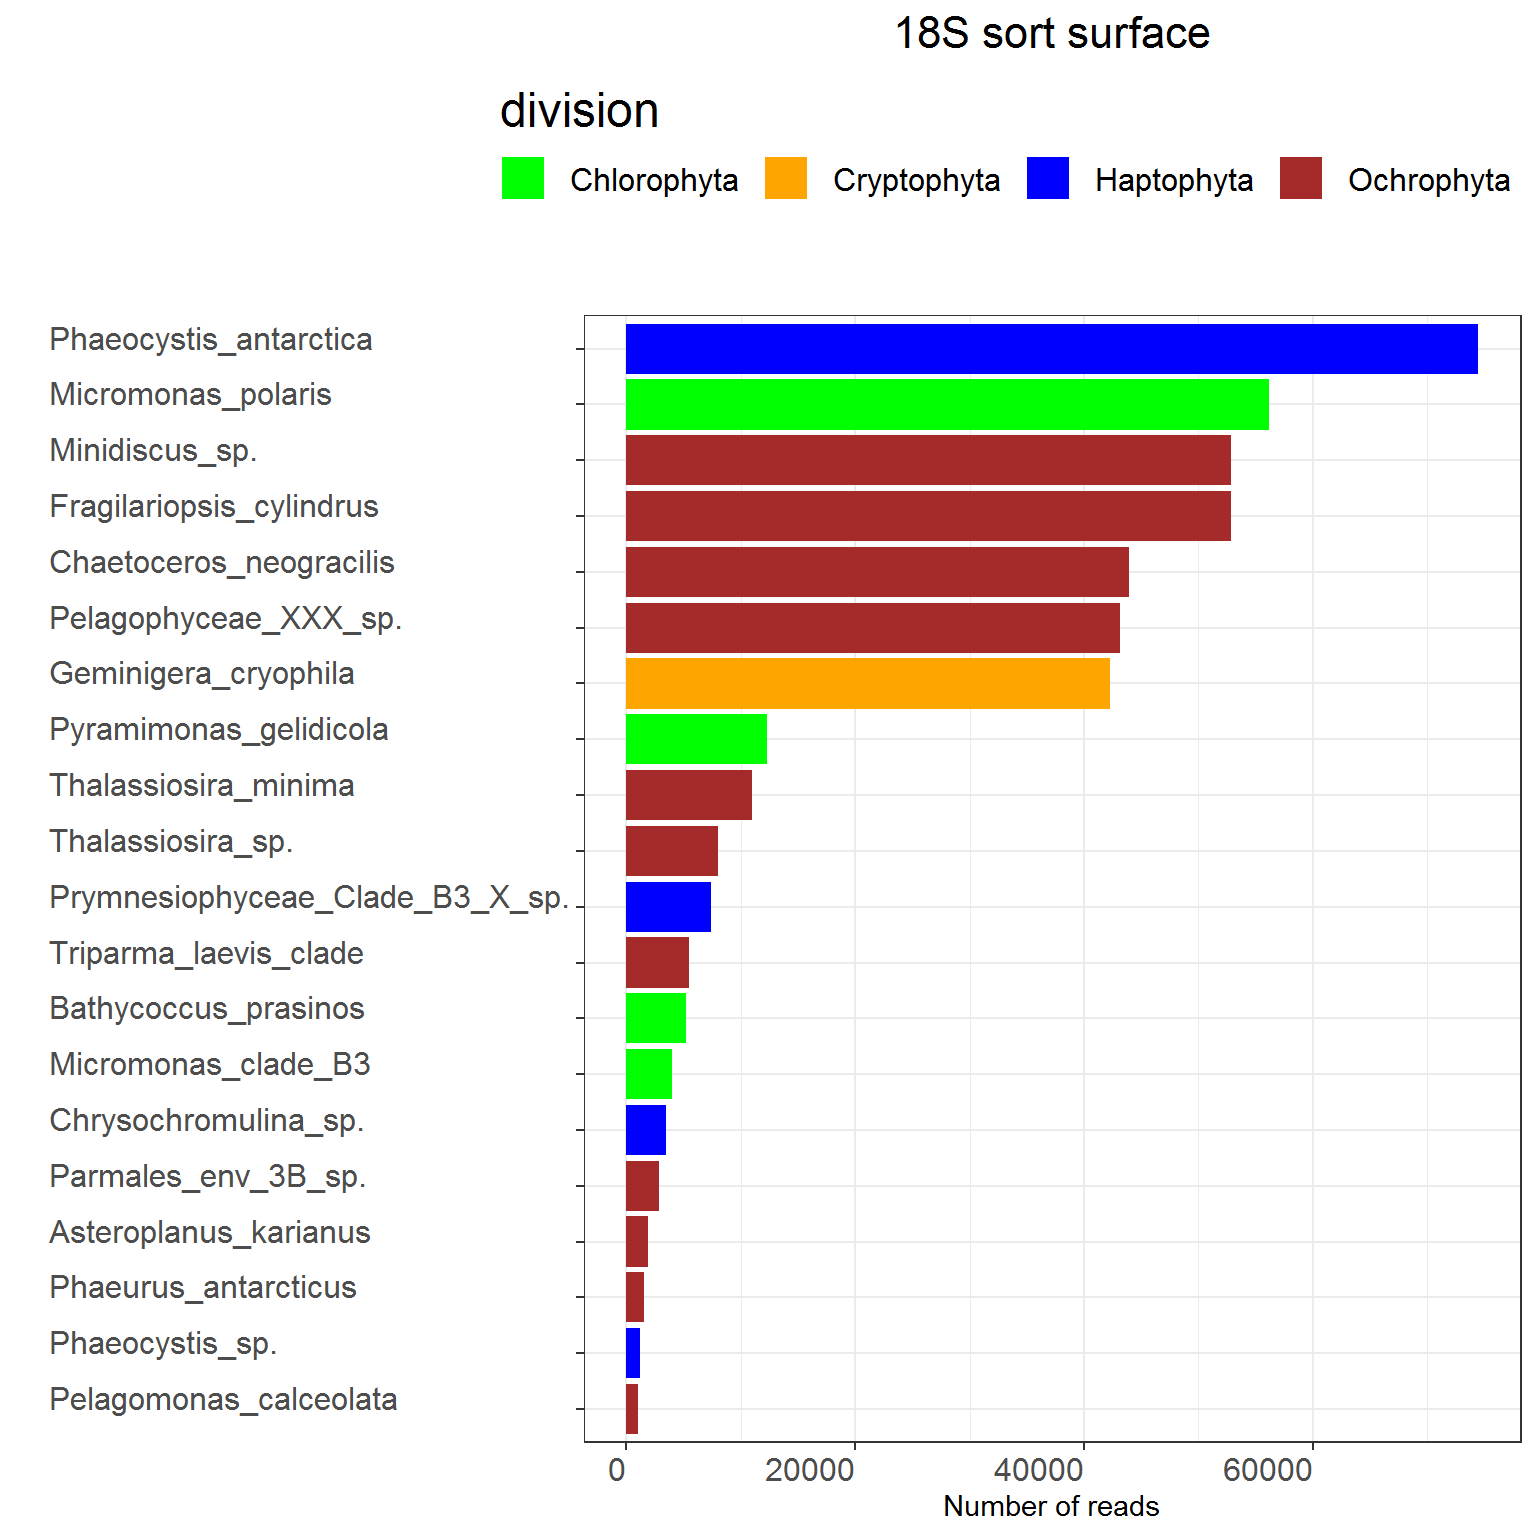 18S sort surface
division
Chlorophyta Cryptophyta Haptophyta Ochrophyta
Phaeocystis_antarctica
Micromonas_polaris
Minidiscus_sp.
Fragilariopsis_cylindrus
Chaetoceros_neogracilis
Pelagophyceae_XXX_sp.
Geminigera_cryophila
Pyramimonas_gelidicola
Thalassiosira_minima
Thalassiosira_sp.
Prymnesiophyceae_Clade_B3_X_sp.
Triparma_laevis_clade
Bathycoccus_prasinos
Micromonas_clade_B3
Chrysochromulina_sp.
Parmales_env_3B_sp.
Asteroplanus_karianus
Phaeurus_antarcticus
Phaeocystis_sp.
Pelagomonas_calceolata
0 20000 40000 60000
Number of reads